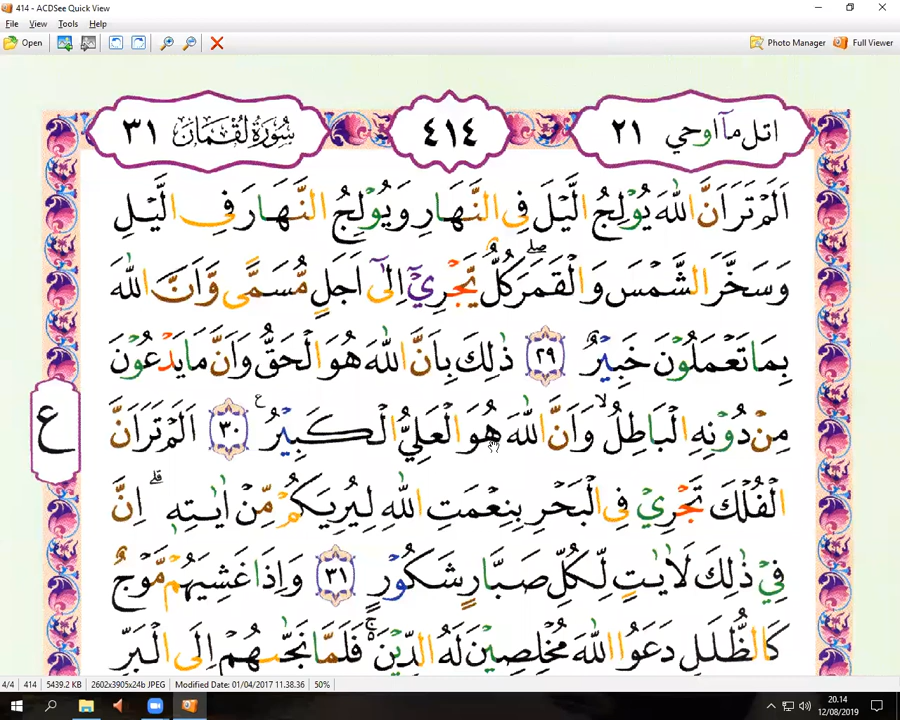 414 - ACDSee Quick View
File View Tools Help
Open Photo Manager Full Viewer
اتل مآ اوحي ٢١ ٤١٤ سورة لقمان ٣١
اَلَمْ تَرَ اَنَّ اللّٰهَ يُوْلِجُ الَّيْلَ فِى النَّهَارِ وَيُوْلِجُ النَّهَارَ فِى الَّيْلِ
وَسَخَّرَ الشَّمْسَ وَالْقَمَرَ ۖ كُلٌّ يَّجْرِيْٓ اِلٰٓى اَجَلٍ مُّسَمًّى وَّاَنَّ اللّٰهَ
بِمَا تَعْمَلُوْنَ خَبِيْرٌ ٢٩ ذٰلِكَ بِاَنَّ اللّٰهَ هُوَ الْحَقُّ وَاَنَّ مَا يَدْعُوْنَ
مِنْ دُوْنِهِ الْبَاطِلُ ۙ وَاَنَّ اللّٰهَ هُوَ الْعَلِيُّ الْكَبِيْرُ ࣖ ٣٠ اَلَمْ تَرَ اَنَّ
ع
الْفُلْكَ تَجْرِيْ فِى الْبَحْرِ بِنِعْمَتِ اللّٰهِ لِيُرِيَكُمْ مِّنْ اٰيٰتِهٖ ۗ اِنَّ
فِيْ ذٰلِكَ لَاٰيٰتٍ لِّكُلِّ صَبَّارٍ شَكُوْرٍ ٣١ وَاِذَا غَشِيَهُمْ مَّوْجٌ
كَالظُّلَلِ دَعَوُا اللّٰهَ مُخْلِصِيْنَ لَهُ الدِّيْنَ ۚ فَلَمَّا نَجّٰىهُمْ اِلَى الْبَرِّ
4/4 414 5439.2 KB 2602x3905x24b JPEG Modified Date: 01/04/2017 11.38.36 50%
20.14
12/08/2019